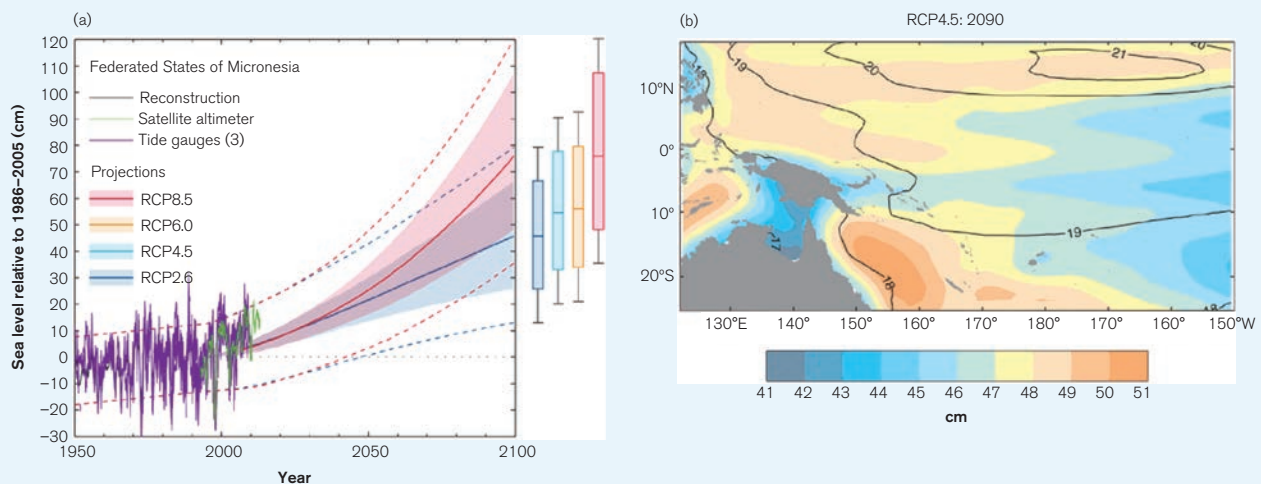 (a)
Sea level relative to 1986–2005 (cm)
120
110
100
90
80
70
60
50
40
30
20
10
0
−10
−20
−30
Federated States of Micronesia
Reconstruction
Satellite altimeter
Tide gauges (3)
Projections
RCP8.5
RCP6.0
RCP4.5
RCP2.6
1950
2000
2050
2100
Year
(b)
RCP4.5: 2090
10°N
0°
10°
20°S
19
20
21
20
19
18
17
130°E
140°
150°
160°
170°
180°
170°
160°
150°W
41
42
43
44
45
46
47
48
49
50
51
cm